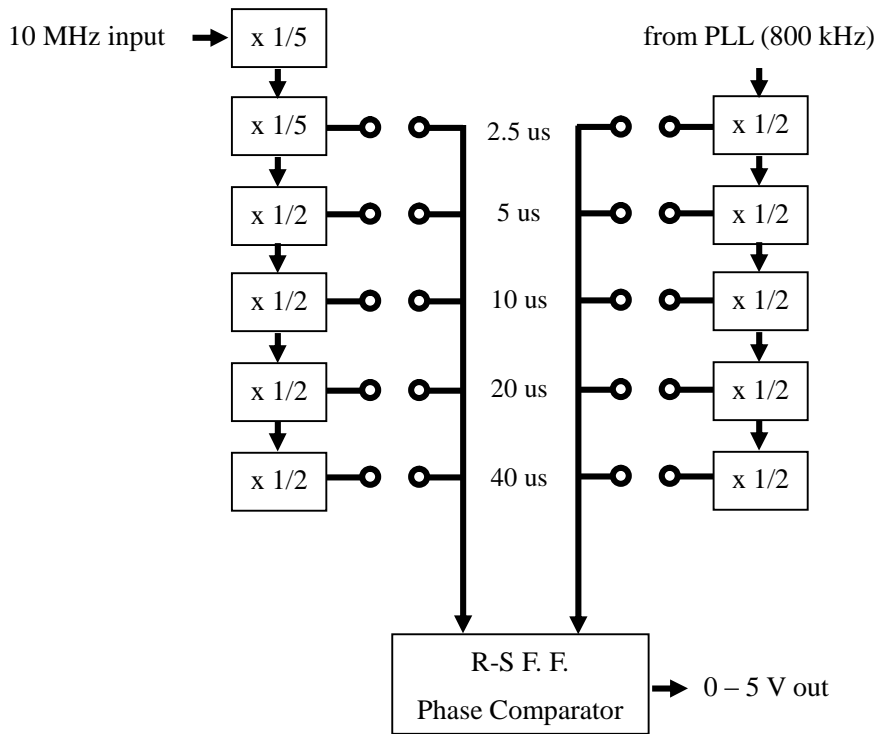 10 MHz input
x 1/5
from PLL (800 kHz)
x 1/5
2.5 us
x 1/2
x 1/2
5 us
x 1/2
x 1/2
10 us
x 1/2
x 1/2
20 us
x 1/2
x 1/2
40 us
x 1/2
R-S F. F.
Phase Comparator
0 – 5 V out